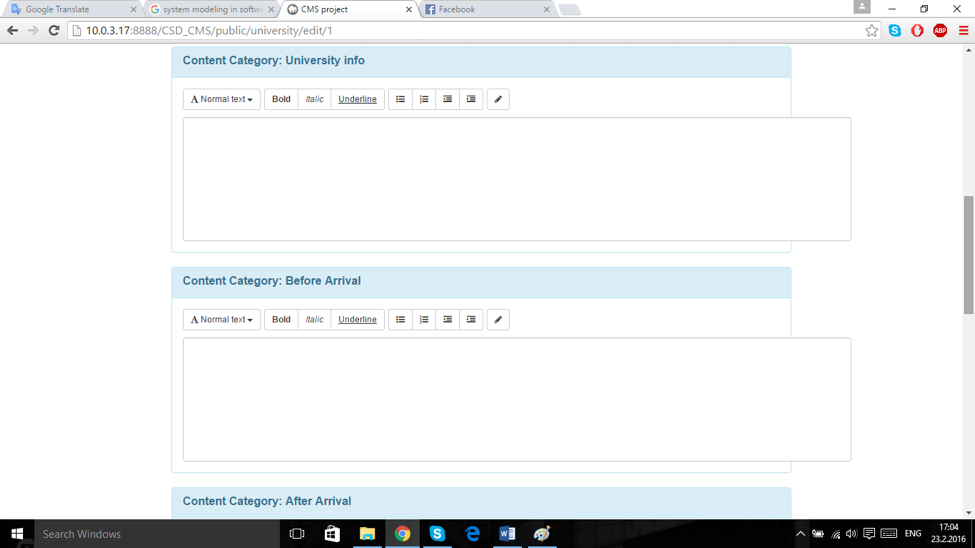 Google Translate
system modeling in softw
CMS project
Facebook
10.0.3.17:8888/CSD_CMS/public/university/edit/1
ABP
Content Category: University info
A Normal text Bold Italic Underline
Content Category: Before Arrival
A Normal text Bold Italic Underline
Content Category: After Arrival
Search Windows
ENG
17:04
23.2.2016